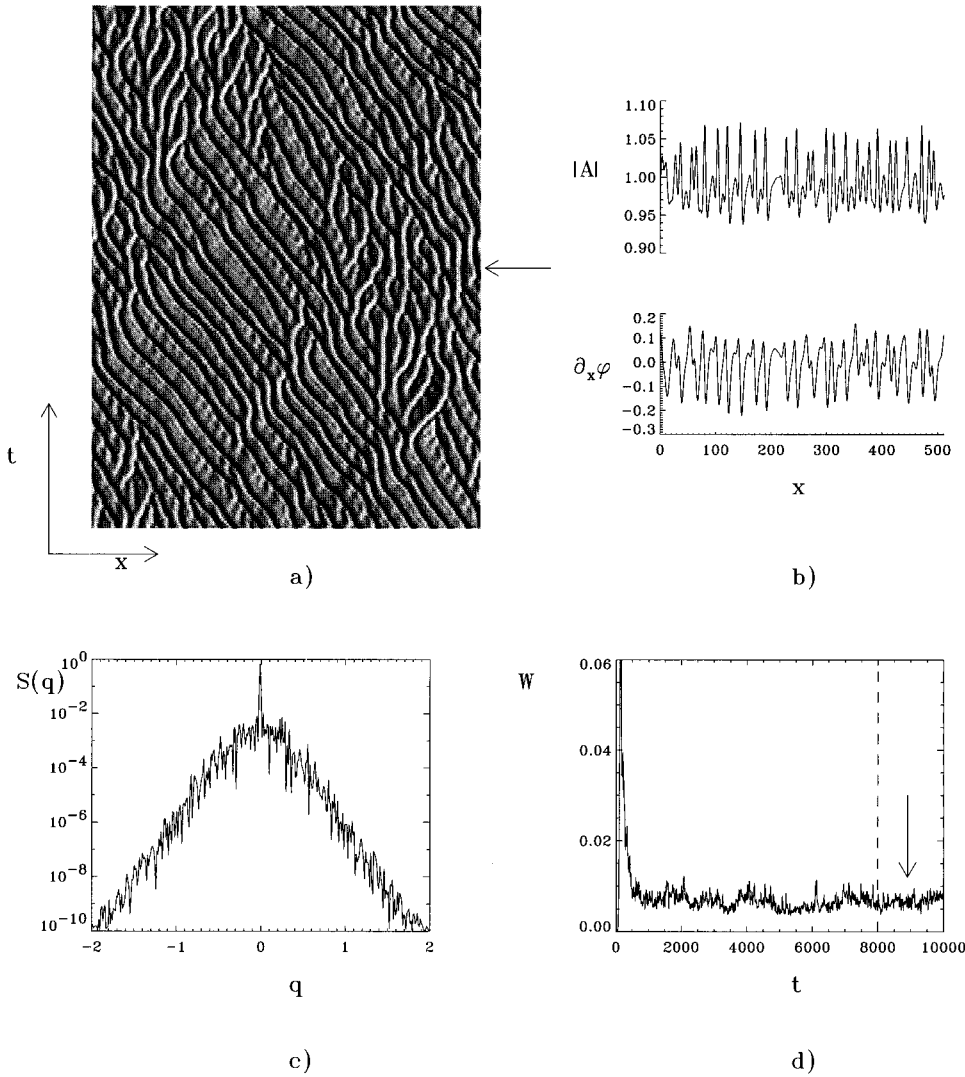 t
x
a)
1.10
1.05
|A| 1.00
0.95
0.90
0.2
0.1
∂ₓφ 0.0
-0.1
-0.2
-0.3
0 100 200 300 400 500
x
b)
S(q) 10⁰
10⁻²
10⁻⁴
10⁻⁶
10⁻⁸
10⁻¹⁰
-2 -1 0 1 2
q
c)
W 0.06
0.04
0.02
0.00
0 2000 4000 6000 8000 10000
t
d)